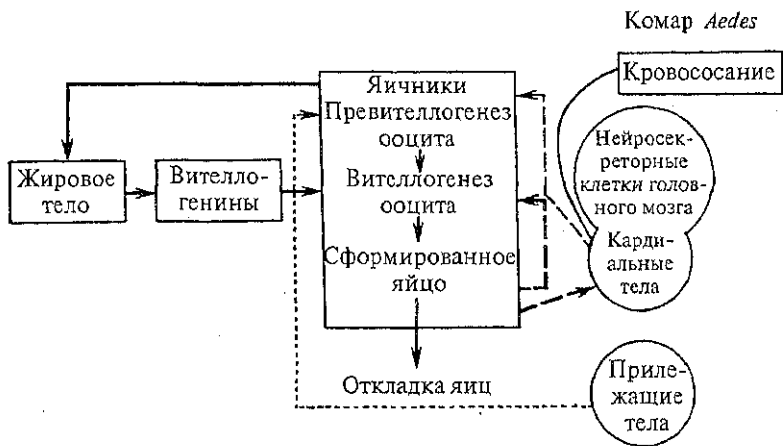 Комар Aedes
Кровососание
Яичники
Превителлогенез
ооцита
Вителлогенез
ооцита
Сформированное
яйцо
Откладка яиц
Жировое
тело
Вителло-
генины
Нейросек-
реторные
клетки голов-
ного мозга
Карди-
альные
тела
Приле-
жащие
тела